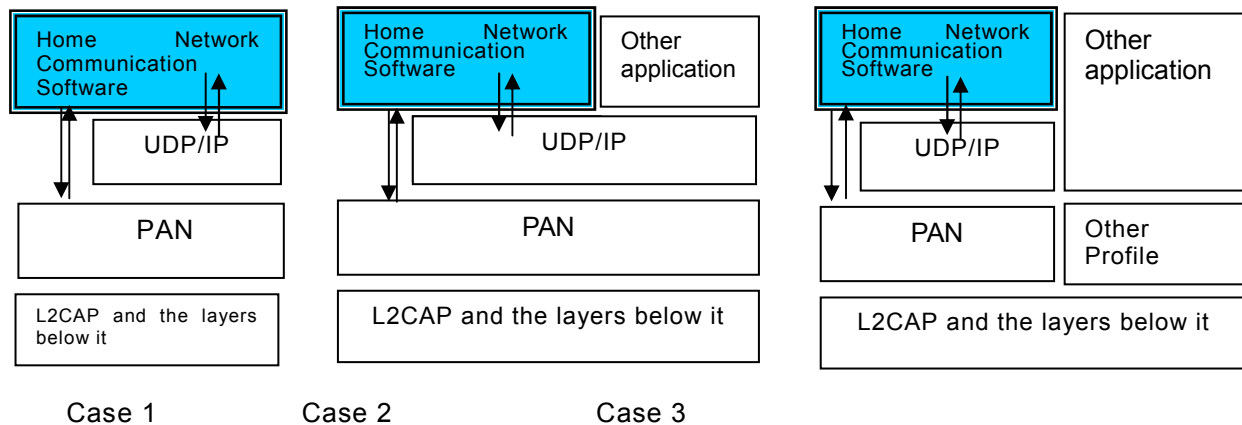 Home Network
Communication
Software
UDP/IP
PAN
L2CAP and the layers
below it
Home Network
Communication
Software
Other
application
UDP/IP
PAN
L2CAP and the layers below it
Home Network
Communication
Software
Other
application
UDP/IP
PAN
Other
Profile
L2CAP and the layers below it
Case 1
Case 2
Case 3